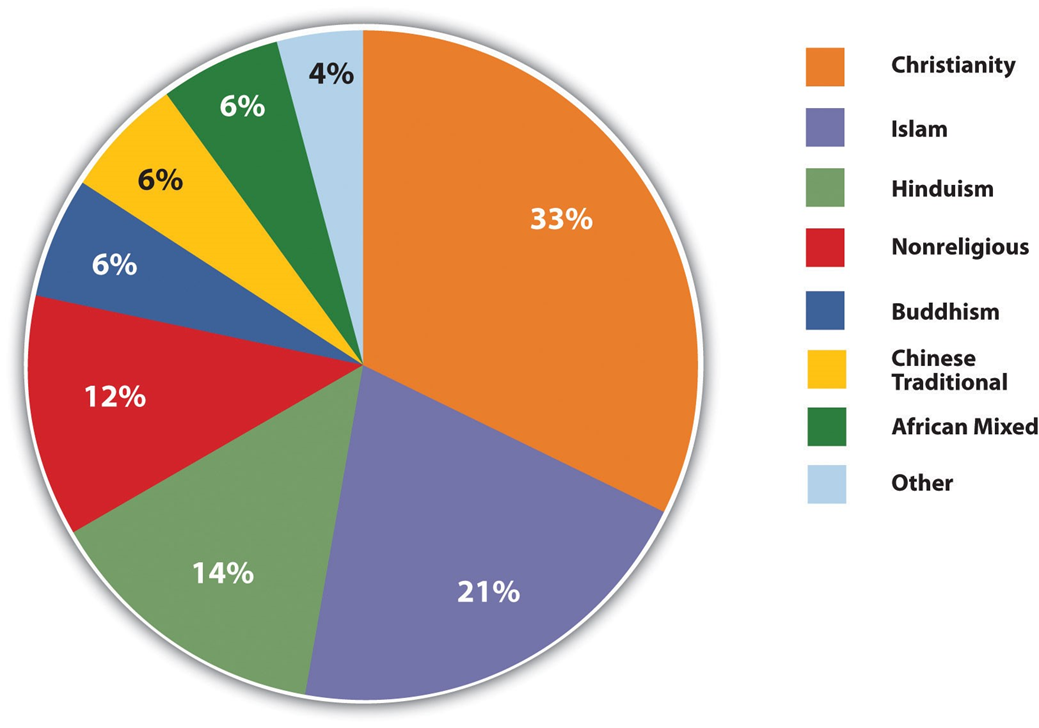 4%
6%
6%
33%
6%
12%
14%
21%
Christianity
Islam
Hinduism
Nonreligious
Buddhism
Chinese
Traditional
African Mixed
Other